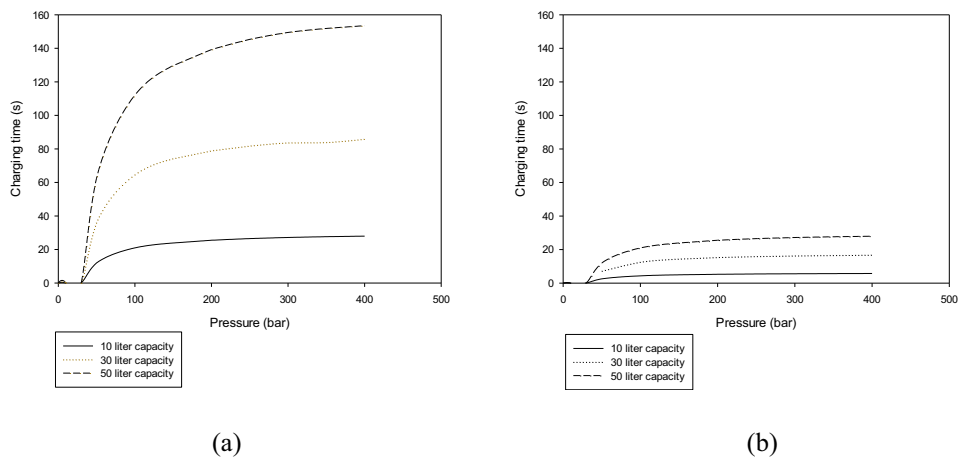 160
140
120
100
80
60
40
20
0
Charging time (s)
0 100 200 300 400 500
Pressure (bar)
10 liter capacity
30 liter capacity
50 liter capacity
(a)
160
140
120
100
80
60
40
20
0
Charging time (s)
0 100 200 300 400 500
Pressure (bar)
10 liter capacity
30 liter capacity
50 liter capacity
(b)